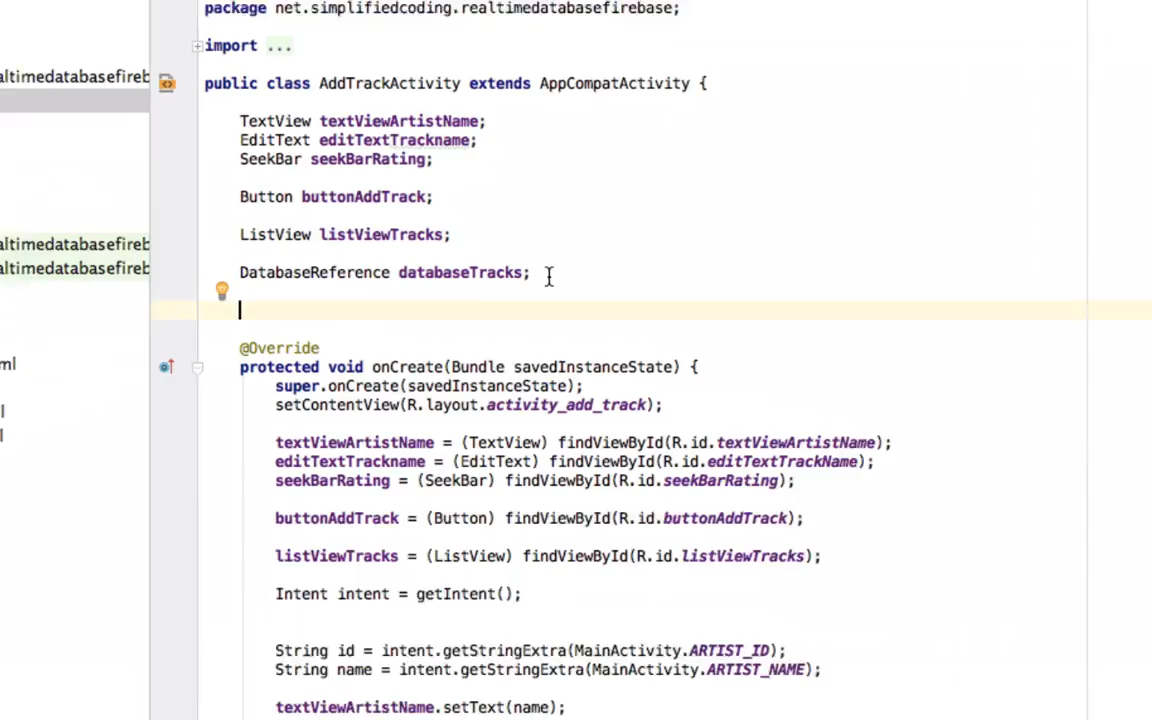 package net.simplifiedcoding.realtimedatabasefirebase;
import ...
altimedatabasefireb
public class AddTrackActivity extends AppCompatActivity {
TextView textViewArtistName;
EditText editTextTrackname;
SeekBar seekBarRating;
Button buttonAddTrack;
ListView listViewTracks;
altimedatabasefireb
altimedatabasefireb
DatabaseReference databaseTracks;
@Override
ml
protected void onCreate(Bundle savedInstanceState) {
super.onCreate(savedInstanceState);
setContentView(R.layout.activity_add_track);
l
l
textViewArtistName = (TextView) findViewById(R.id.textViewArtistName);
editTextTrackname = (EditText) findViewById(R.id.editTextTrackName);
seekBarRating = (SeekBar) findViewById(R.id.seekBarRating);
buttonAddTrack = (Button) findViewById(R.id.buttonAddTrack);
listViewTracks = (ListView) findViewById(R.id.listViewTracks);
Intent intent = getIntent();
String id = intent.getStringExtra(MainActivity.ARTIST_ID);
String name = intent.getStringExtra(MainActivity.ARTIST_NAME);
textViewArtistName.setText(name);